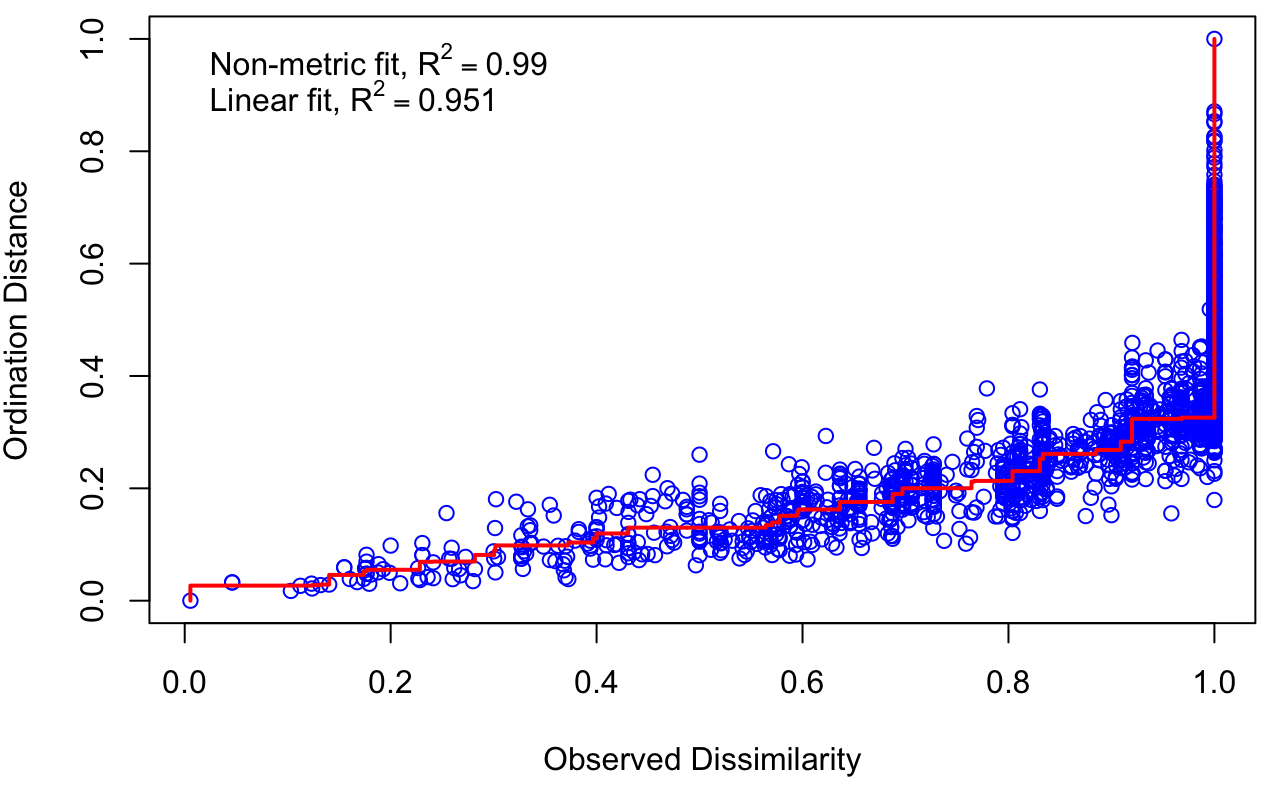 Non-metric fit, R² = 0.99
Linear fit, R² = 0.951
Ordination Distance
1.0
0.8
0.6
0.4
0.2
0.0
0.0 0.2 0.4 0.6 0.8 1.0
Observed Dissimilarity